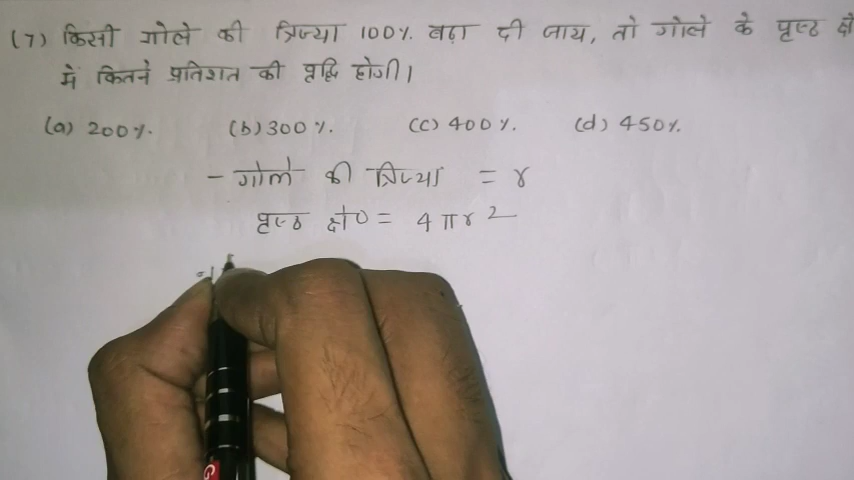 (7) किसी गोले की त्रिज्या 100%. बढ़ा दी जाय, तो गोले के पृष्ठ क्षे
में कितने प्रतिशत की वृद्धि होगी।
(a) 200%. (b) 300%. (c) 400%. (d) 450%.
- गोले की त्रिज्या = r
पृष्ठ क्षे० = 4πr²